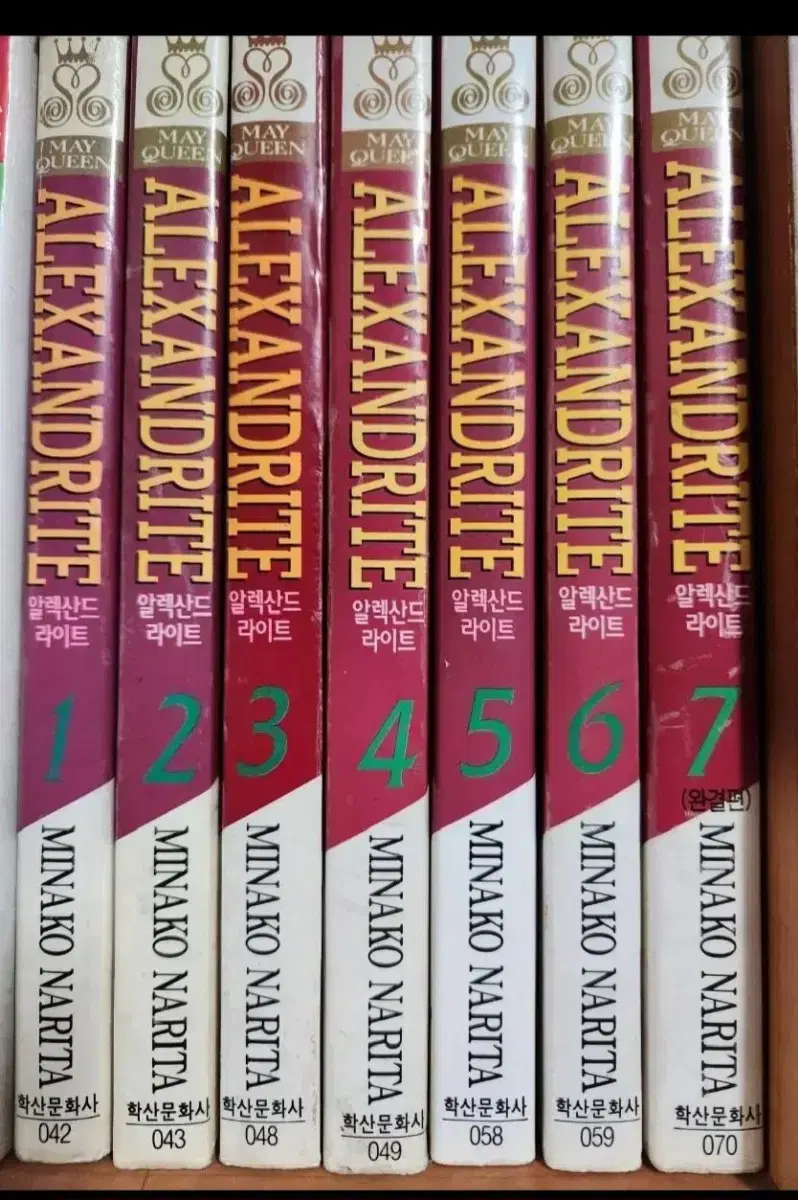 MAY
QUEEN
ALEXANDRITE
알렉산드
라이트
1
MINAKO NARITA
학산문화사
042
MAY
QUEEN
ALEXANDRITE
알렉산드
라이트
2
MINAKO NARITA
학산문화사
043
MAY
QUEEN
ALEXANDRITE
알렉산드
라이트
3
MINAKO NARITA
학산문화사
048
MAY
QUEEN
ALEXANDRITE
알렉산드
라이트
4
MINAKO NARITA
학산문화사
049
MAY
QUEEN
ALEXANDRITE
알렉산드
라이트
5
MINAKO NARITA
학산문화사
058
MAY
QUEEN
ALEXANDRITE
알렉산드
라이트
6
MINAKO NARITA
학산문화사
059
MAY
QUEEN
ALEXANDRITE
알렉산드
라이트
7
(완결편)
MINAKO NARITA
학산문화사
070